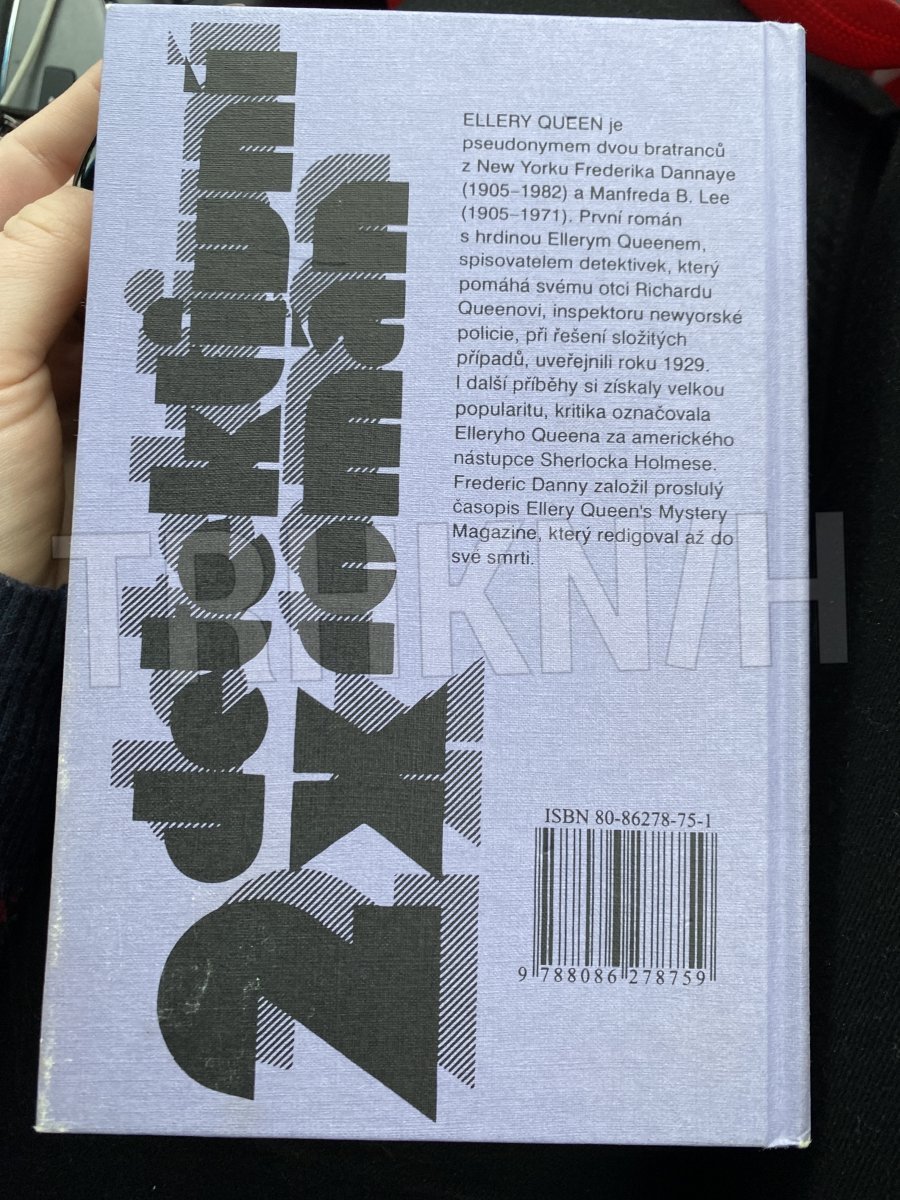 2x
detektivní
ELLERY QUEEN je
pseudonymem dvou bratranců
z New Yorku Frederika Dannaye
(1905–1982) a Manfreda B. Lee
(1905–1971). První román
s hrdinou Ellerym Queenem,
spisovatelem detektivek, který
pomáhá svému otci Richardu
Queenovi, inspektoru newyorské
policie, při řešení složitých
případů, uveřejnili roku 1929.
I další příběhy si získaly velkou
popularitu, kritika označovala
Elleryho Queena za amerického
nástupce Sherlocka Holmese.
Frederic Danny založil proslulý
časopis Ellery Queen's Mystery
Magazine, který redigoval až do
své smrti.
TRHKNIH
ISBN 80-86278-75-1
9 788086 278759